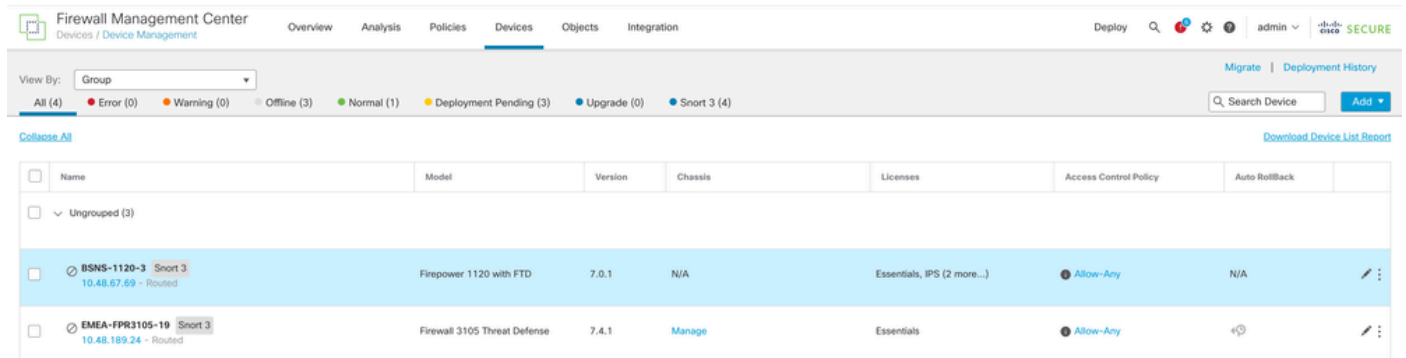 Firewall Management Center
Devices / Device Management
Overview Analysis Policies Devices Objects Integration
Deploy 6 admin cisco SECURE
View By: Group
Migrate | Deployment History
All (4) Error (0) Warning (0) Offline (3) Normal (1) Deployment Pending (3) Upgrade (0) Snort 3 (4)
Search Device Add
Collapse All Download Device List Report
Name Model Version Chassis Licenses Access Control Policy Auto RollBack
Ungrouped (3)
BSNS-1120-3 Snort 3
10.48.67.69 - Routed
Firepower 1120 with FTD 7.0.1 N/A Essentials, IPS (2 more...) Allow-Any N/A
EMEA-FPR3105-19 Snort 3
10.48.189.24 - Routed
Firewall 3105 Threat Defense 7.4.1 Manage Essentials Allow-Any